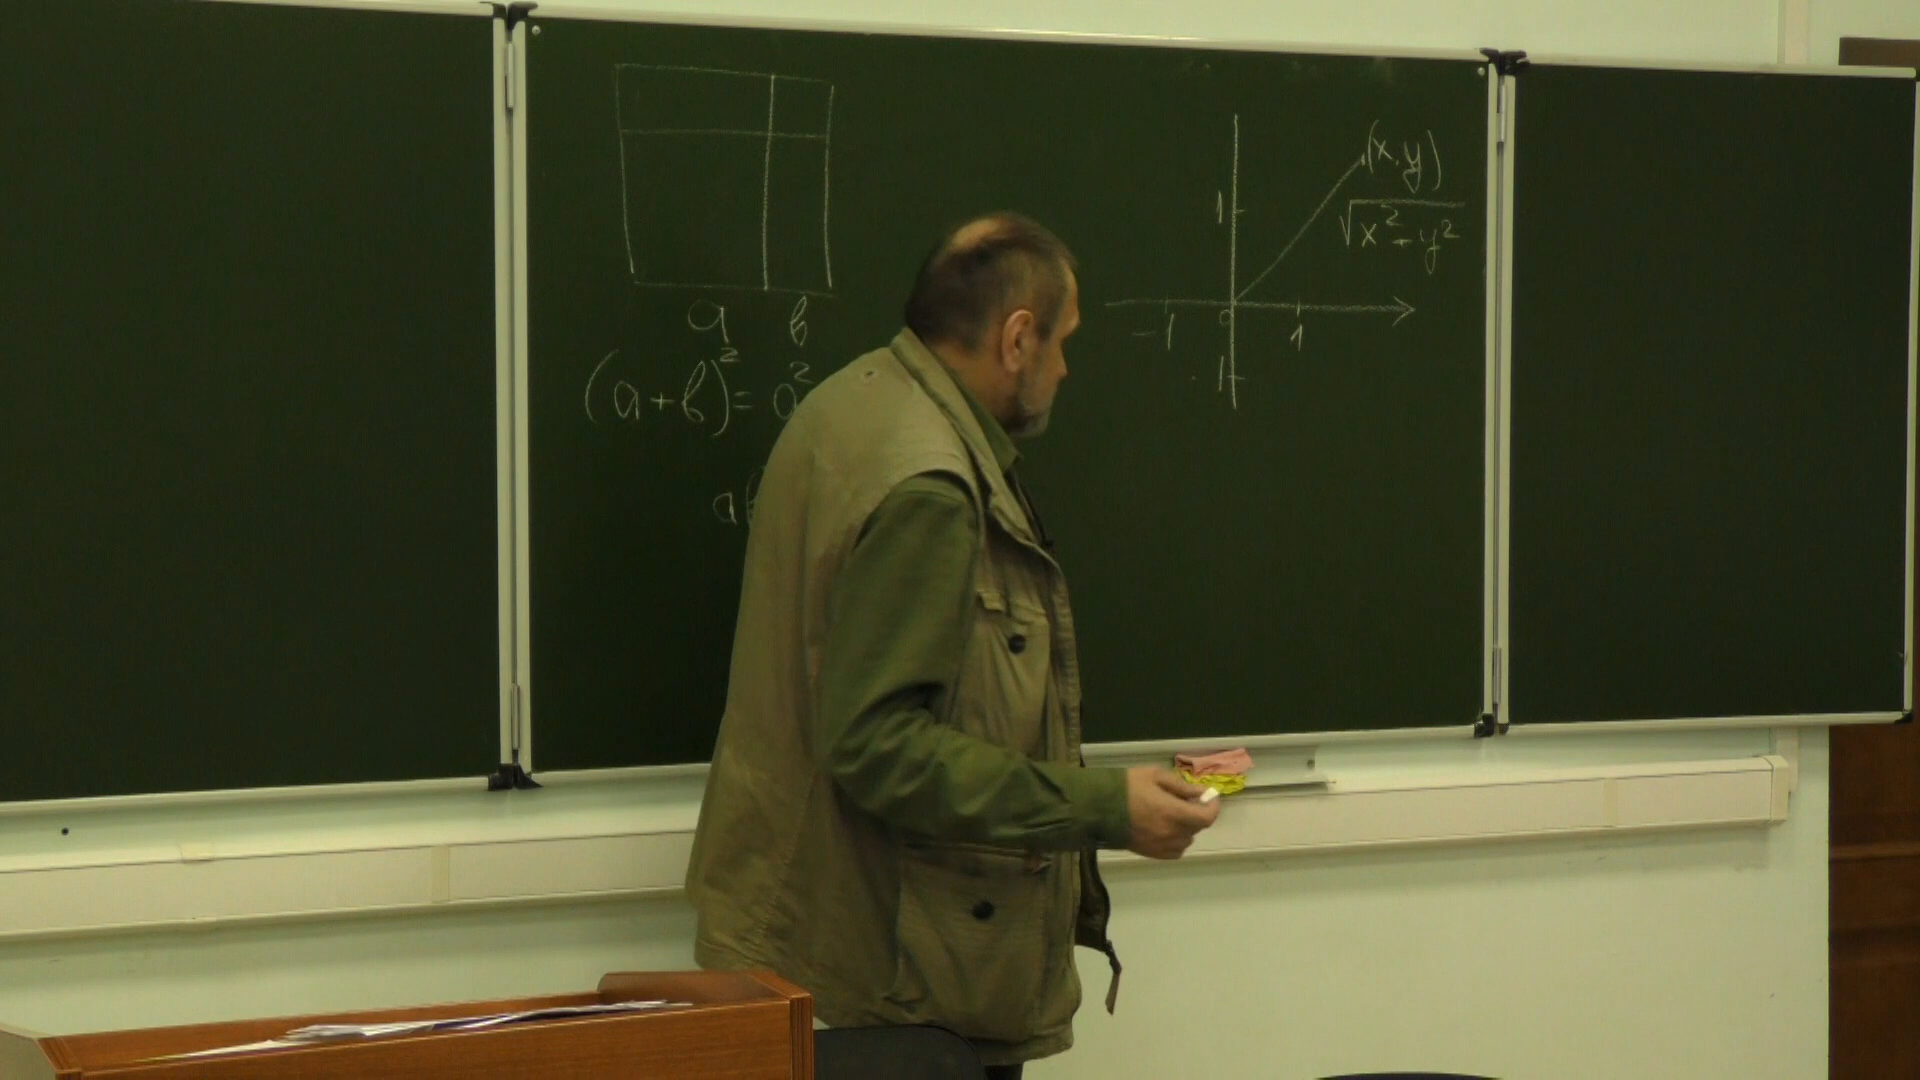 a в
(a+в)²= a²
a
(x,y)
√x²+y²
1
-1 0 1
-1